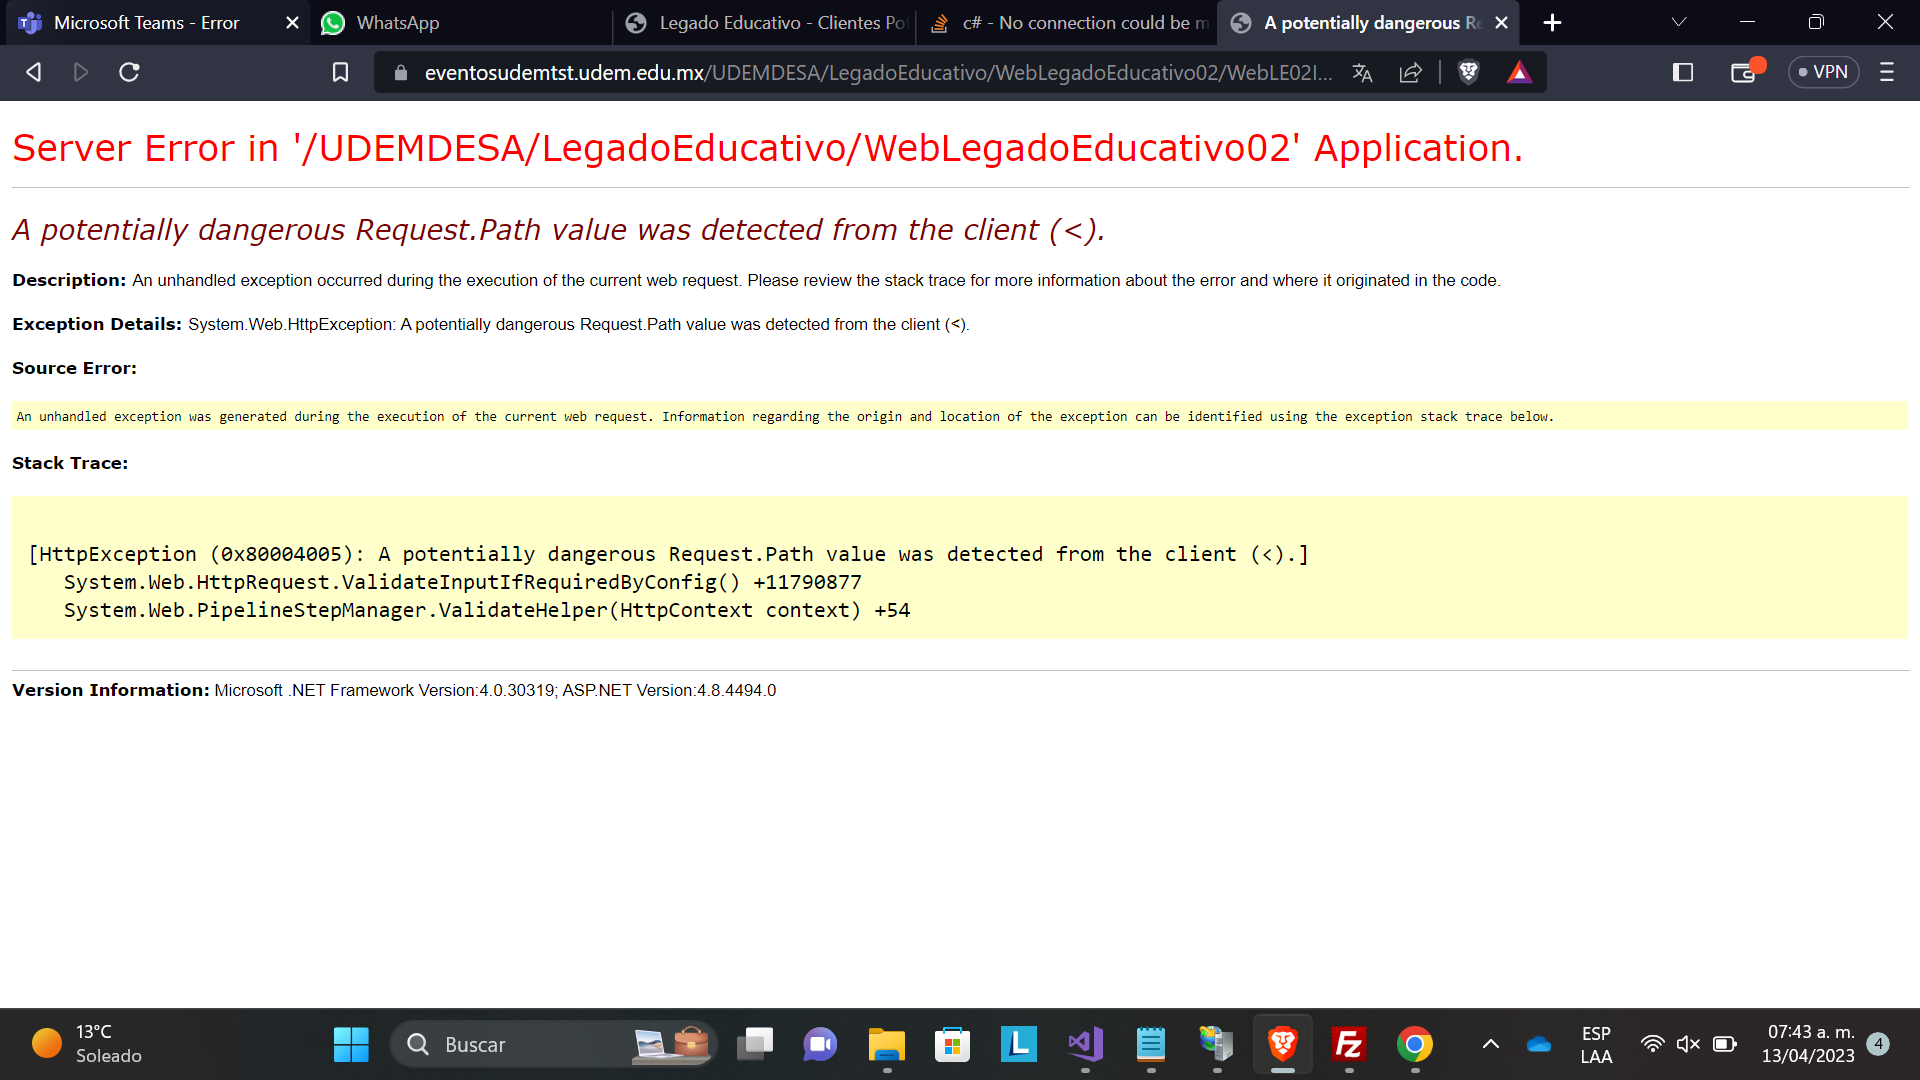 Microsoft Teams - Error
WhatsApp
Legado Educativo - Clientes Po
c# - No connection could be m
A potentially dangerous Re
eventosudemtst.udem.edu.mx/UDEMDESA/LegadoEducativo/WebLegadoEducativo02/WebLE02I...
VPN
Server Error in '/UDEMDESA/LegadoEducativo/WebLegadoEducativo02' Application.
A potentially dangerous Request.Path value was detected from the client (<).
Description: An unhandled exception occurred during the execution of the current web request. Please review the stack trace for more information about the error and where it originated in the code.
Exception Details: System.Web.HttpException: A potentially dangerous Request.Path value was detected from the client (<).
Source Error:
An unhandled exception was generated during the execution of the current web request. Information regarding the origin and location of the exception can be identified using the exception stack trace below.
Stack Trace:
[HttpException (0x80004005): A potentially dangerous Request.Path value was detected from the client (<).]
System.Web.HttpRequest.ValidateInputIfRequiredByConfig() +11790877
System.Web.PipelineStepManager.ValidateHelper(HttpContext context) +54
Version Information: Microsoft .NET Framework Version:4.0.30319; ASP.NET Version:4.8.4494.0
13°C
Soleado
Buscar
L
Fz
ESP
LAA
07:43 a. m.
13/04/2023
4